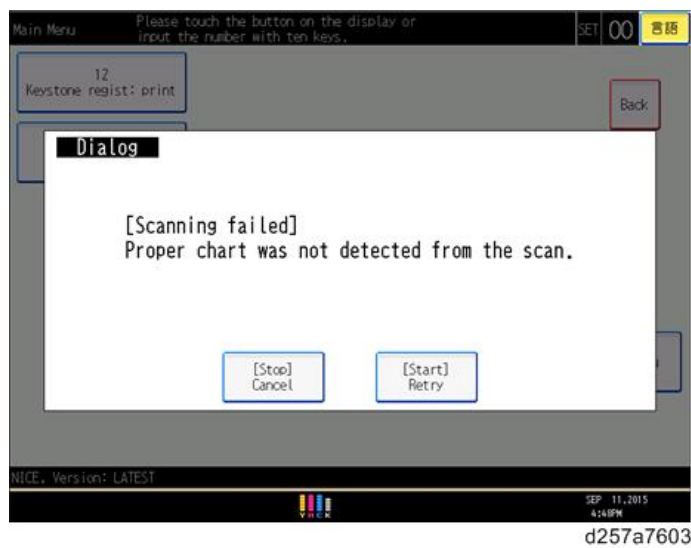 Main Menu
Please touch the button on the display or
input the number with ten keys.
SET 00 言語
12
Keystone regist: print
Back
Dialog
[Scanning failed]
Proper chart was not detected from the scan.
[Stop]
Cancel
[Start]
Retry
NICE. Version: LATEST
YMCK
SEP 11.2015
4:48PM
d257a7603